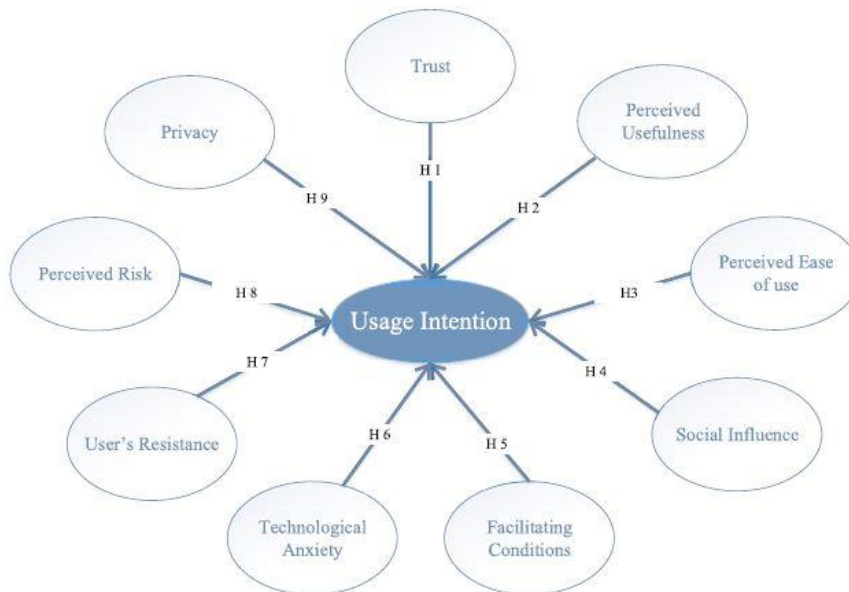 Trust
Perceived
Usefulness
Privacy
H 1
H 2
H 9
Perceived Risk
Perceived Ease
of use
H 8
H3
Usage Intention
H 7
H 4
User's Resistance
Social Influence
H 6
H 5
Technological
Anxiety
Facilitating
Conditions